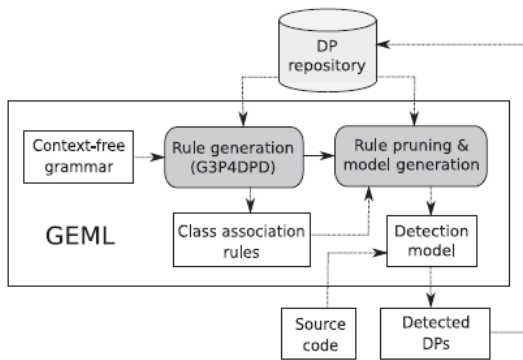 DP
repository
Context-free
grammar
Rule generation
(G3P4DPD)
Rule pruning &
model generation
GEML
Class association
rules
Detection
model
Source
code
Detected
DPs